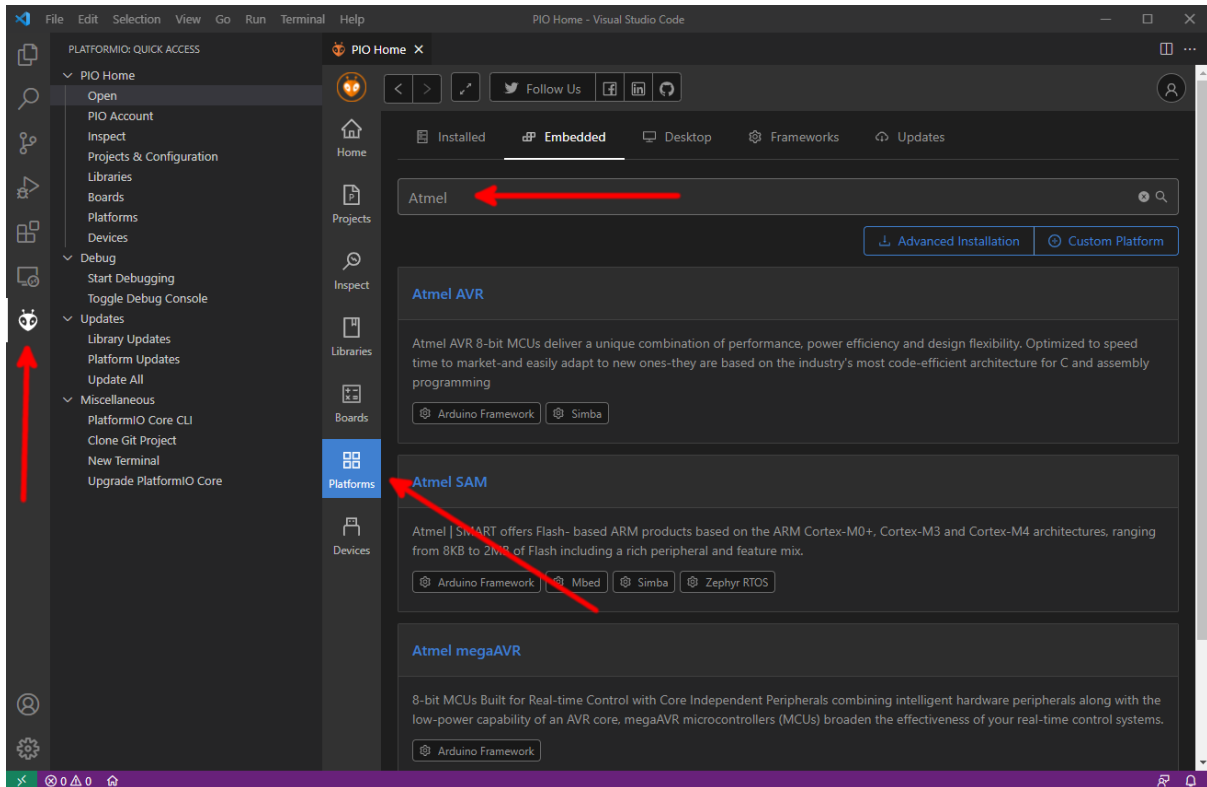 File Edit Selection View Go Run Terminal Help
PIO Home - Visual Studio Code
PLATFORMIO: QUICK ACCESS
PIO Home
Open
PIO Account
Inspect
Projects & Configuration
Libraries
Boards
Platforms
Devices
Debug
Start Debugging
Toggle Debug Console
Updates
Library Updates
Platform Updates
Update All
Miscellaneous
PlatformIO Core CLI
Clone Git Project
New Terminal
Upgrade PlatformIO Core
PIO Home
Follow Us
Home
Projects
Inspect
Libraries
Boards
Platforms
Devices
Installed Embedded Desktop Frameworks Updates
Atmel
Advanced Installation Custom Platform
Atmel AVR
Atmel AVR 8-bit MCUs deliver a unique combination of performance, power efficiency and design flexibility. Optimized to speed
time to market-and easily adapt to new ones-they are based on the industry's most code-efficient architecture for C and assembly
programming
Arduino Framework Simba
Atmel SAM
Atmel | SMART offers Flash- based ARM products based on the ARM Cortex-M0+, Cortex-M3 and Cortex-M4 architectures, ranging
from 8KB to 2MB of Flash including a rich peripheral and feature mix.
Arduino Framework Mbed Simba Zephyr RTOS
Atmel megaAVR
8-bit MCUs Built for Real-time Control with Core Independent Peripherals combining intelligent hardware peripherals along with the
low-power capability of an AVR core, megaAVR microcontrollers (MCUs) broaden the effectiveness of your real-time control systems.
Arduino Framework
0 0